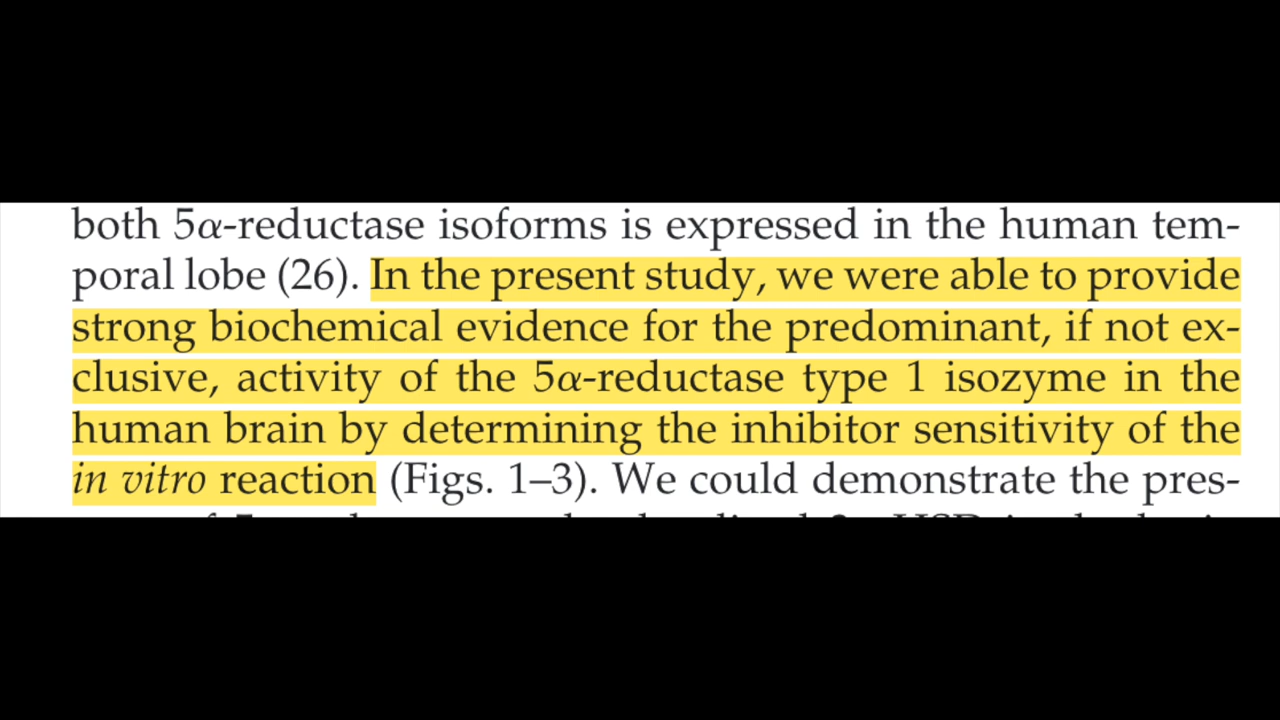 both 5α-reductase isoforms is expressed in the human tem-
poral lobe (26). In the present study, we were able to provide
strong biochemical evidence for the predominant, if not ex-
clusive, activity of the 5α-reductase type 1 isozyme in the
human brain by determining the inhibitor sensitivity of the
in vitro reaction (Figs. 1–3). We could demonstrate the pres-